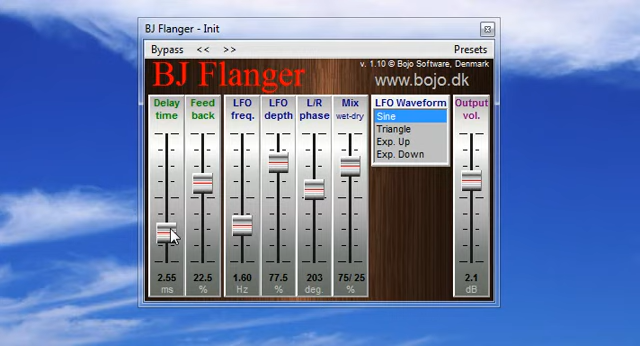 BJ Flanger - Init
Bypass << >> Presets
v. 1.10 © Bojo Software, Denmark
BJ Flanger
www.bojo.dk
Delay time
Feed back
LFO freq.
LFO depth
L/R phase
Mix wet-dry
LFO Waveform
Sine
Triangle
Exp. Up
Exp. Down
Output vol.
2.55 ms
22.5 %
1.60 Hz
77.5 %
203 deg.
75/ 25 %
2.1 dB